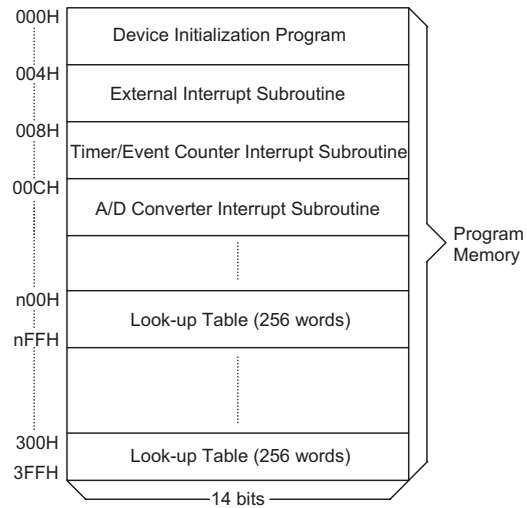 000H
Device Initialization Program
004H
External Interrupt Subroutine
008H
Timer/Event Counter Interrupt Subroutine
00CH
A/D Converter Interrupt Subroutine
Program
Memory
n00H
Look-up Table (256 words)
nFFH
300H
Look-up Table (256 words)
3FFH
14 bits